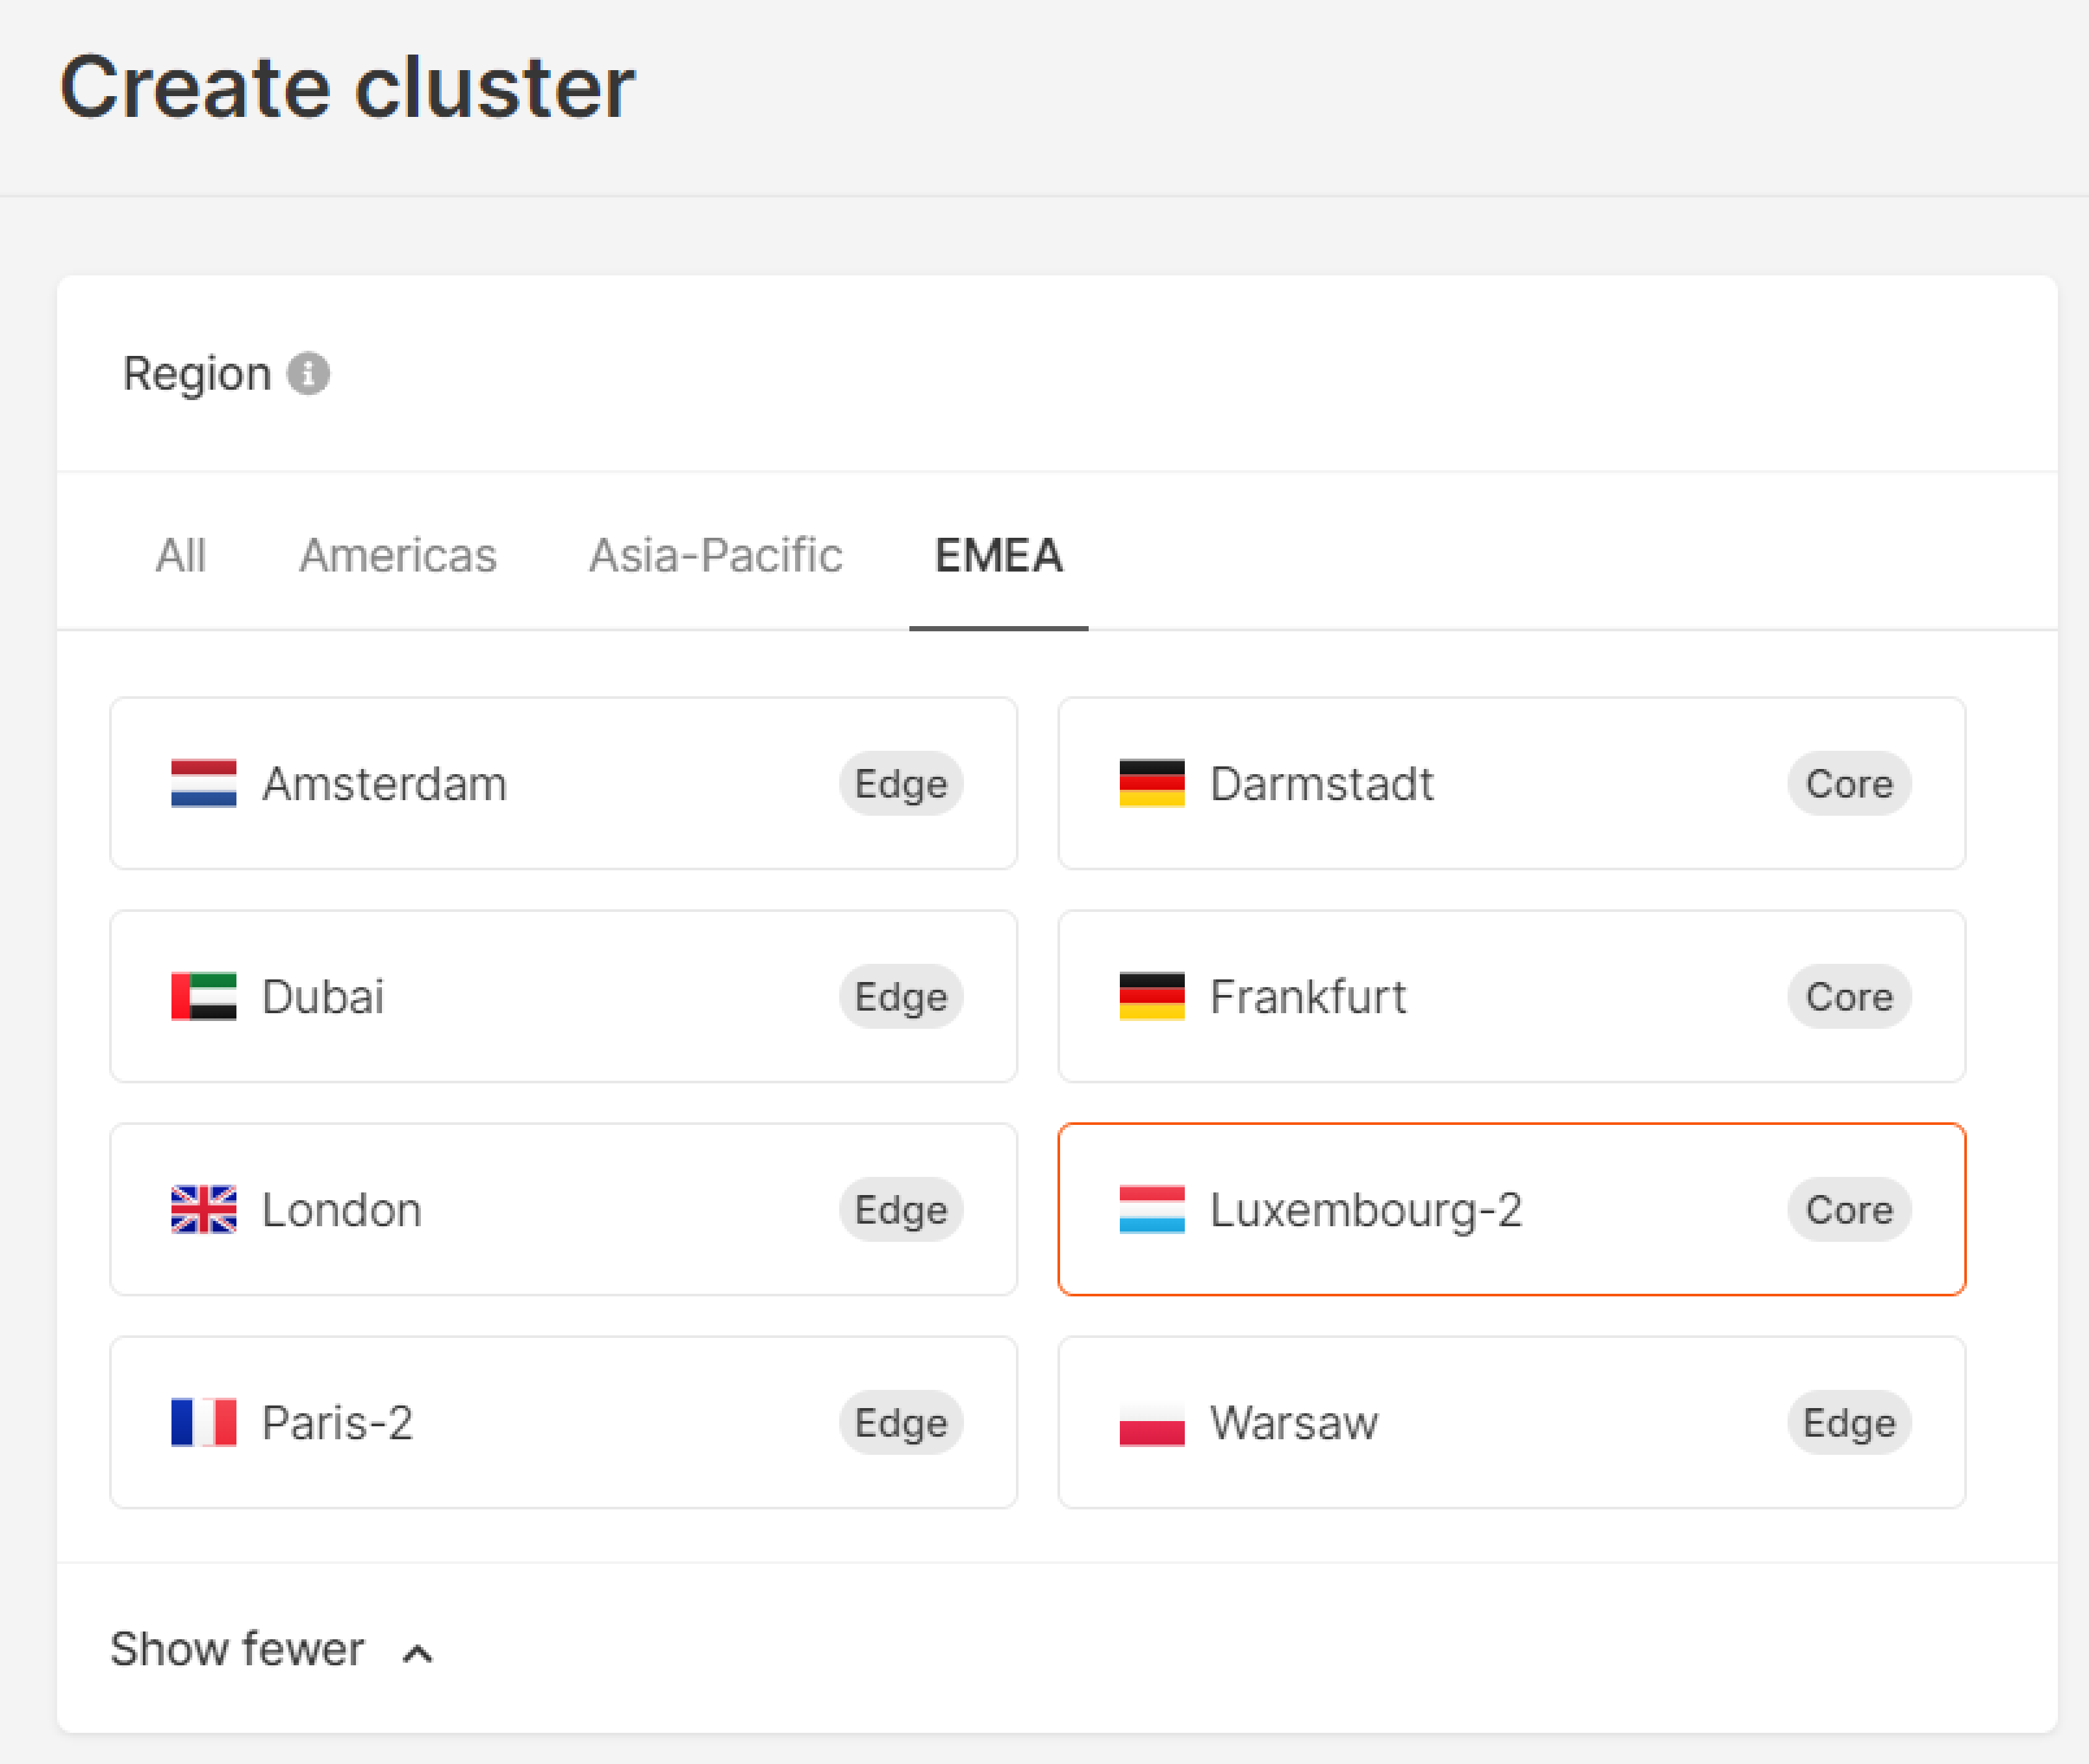 Create cluster
Region
All Americas Asia-Pacific EMEA
Amsterdam Edge
Darmstadt Core
Dubai Edge
Frankfurt Core
London Edge
Luxembourg-2 Core
Paris-2 Edge
Warsaw Edge
Show fewer